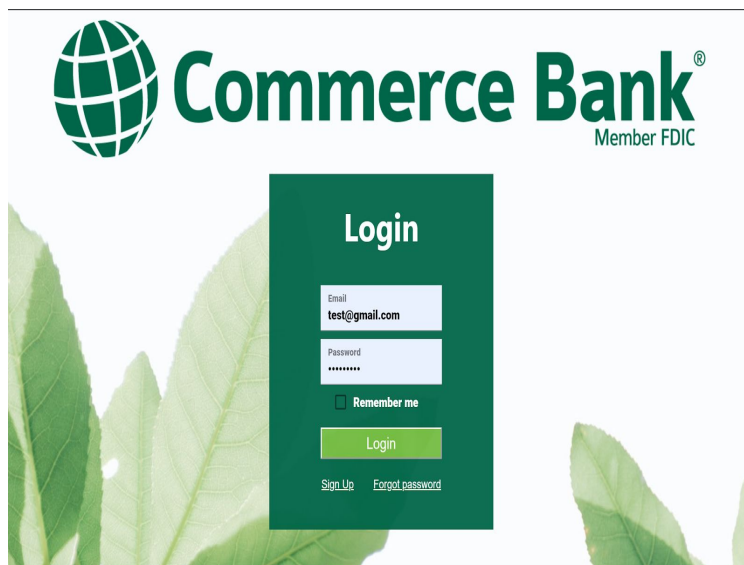 Commerce Bank®
Member FDIC
Login
Email
test@gmail.com
Password
•••••••••
Remember me
Login
Sign Up Forgot password